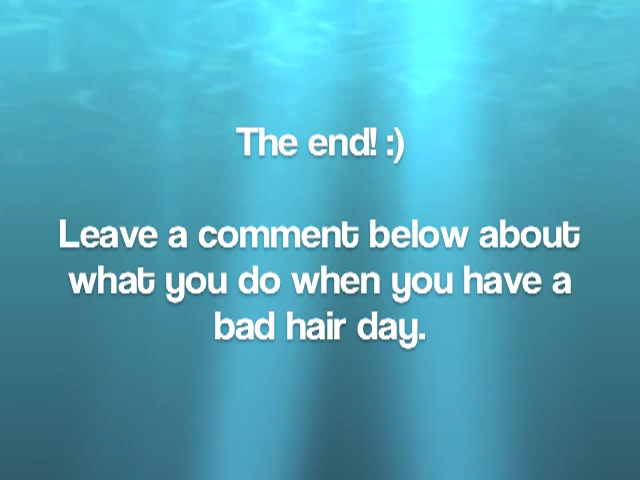 The end! :)
Leave a comment below about
what you do when you have a
bad hair day.